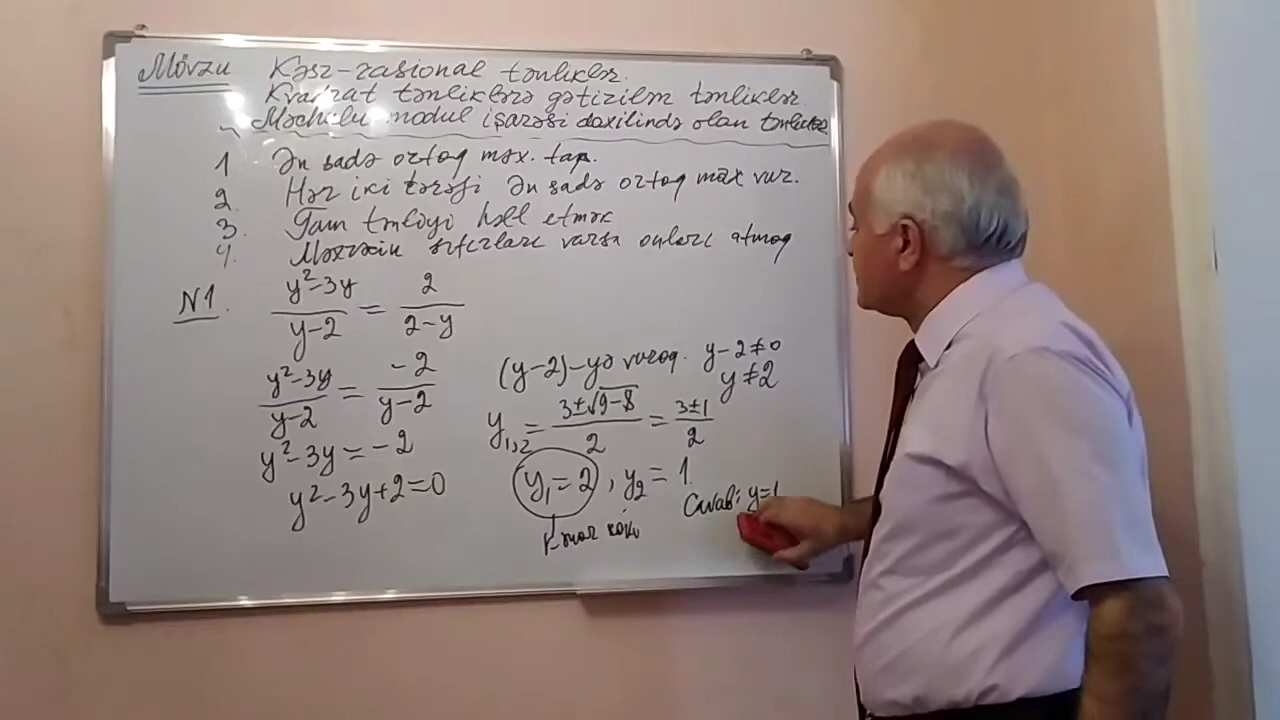 Mövzu Kəsr-rasional tənliklər.
Kvadrat tənliklərə gətirilən tənliklər.
Məchulu modul işarəsi daxilində olan tənliklər
1 Ən sadə ortaq məx. tap.
2. Hər iki tərəfi Ən sadə ortaq məx vur.
3. Tam tənliyi həll etmək
4. Məxrəcin sıfırları varsa onları atmaq
N1. (y²-3y)/(y-2) = 2/(2-y)
(y²-3y)/(y-2) = -2/(y-2)
y²-3y=-2
y²-3y+2=0
(y-2)-yə vuraq. y-2≠0
y≠2
y₁,₂ = (3±√(9-8))/2 = (3±1)/2
y₁=2, y₂=1.
kənar kökü
Cavab: y=1